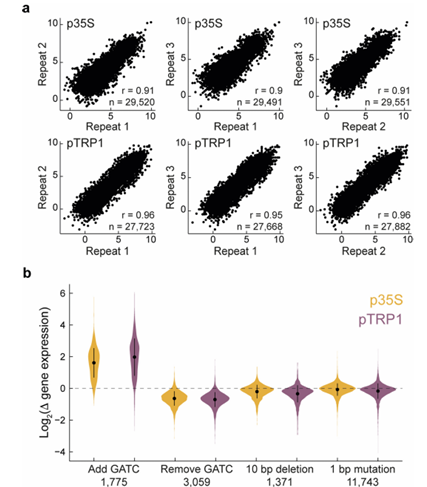 a
p35S
p35S
p35S
10
5
0
Repeat 2
r = 0.91
n = 29,520
0 5 10
Repeat 1
10
5
0
Repeat 3
r = 0.9
n = 29,491
0 5 10
Repeat 1
10
5
0
Repeat 3
r = 0.91
n = 29,551
0 5 10
Repeat 2
pTRP1
pTRP1
pTRP1
10
5
0
Repeat 2
r = 0.96
n = 27,723
0 5 10
Repeat 1
10
5
0
Repeat 3
r = 0.95
n = 27,668
0 5 10
Repeat 1
10
5
0
Repeat 3
r = 0.96
n = 27,882
0 5 10
Repeat 2
b
Log2(Δ gene expression)
6
4
2
0
−2
−4
p35S
pTRP1
Add GATC
1,775
Remove GATC
3,059
10 bp deletion
1,371
1 bp mutation
11,743